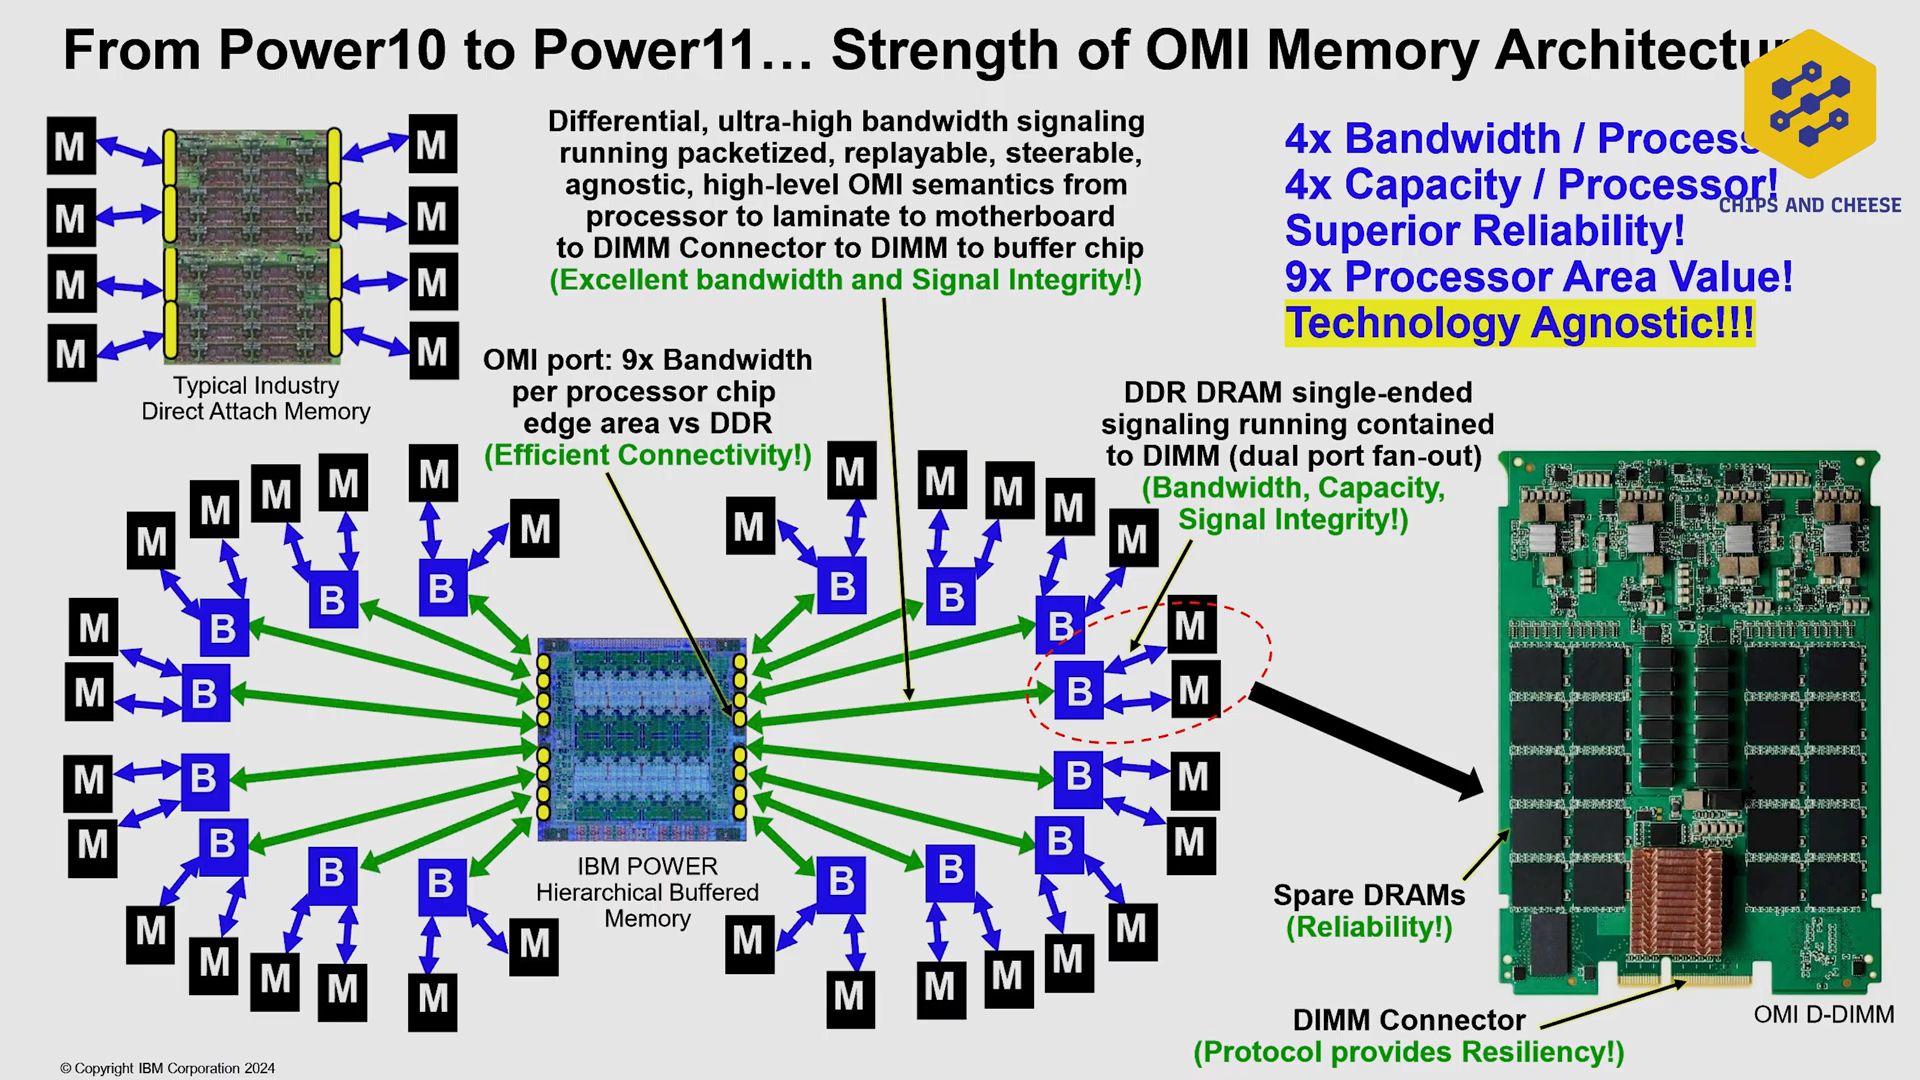 From Power10 to Power11… Strength of OMI Memory
CHIPS AND CHEESE
M M
M M
M M
M M
Typical Industry
Direct Attach Memory
Differential, ultra-high bandwidth signaling
running packetized, replayable, steerable,
agnostic, high-level OMI semantics from
processor to laminate to motherboard
to DIMM Connector to DIMM to buffer chip
(Excellent bandwidth and Signal Integrity!)
4x Bandwidth /
4x Capacity / Processor!
Superior Reliability!
9x Processor Area Value!
Technology Agnostic!!!
OMI port: 9x Bandwidth
per processor chip
edge area vs DDR
(Efficient Connectivity!)
DDR DRAM single-ended
signaling running contained
to DIMM (dual port fan-out)
(Bandwidth, Capacity,
Signal Integrity!)
M M M M M M M M M M
M M M M
B B B B
B B
M M
M B B M
M B B M
M B B M
B B B B
M M M M
M M M M M M M M
IBM POWER
Hierarchical Buffered
Memory
Spare DRAMs
(Reliability!)
DIMM Connector
(Protocol provides Resiliency!)
OMI D-DIMM
© Copyright IBM Corporation 2024